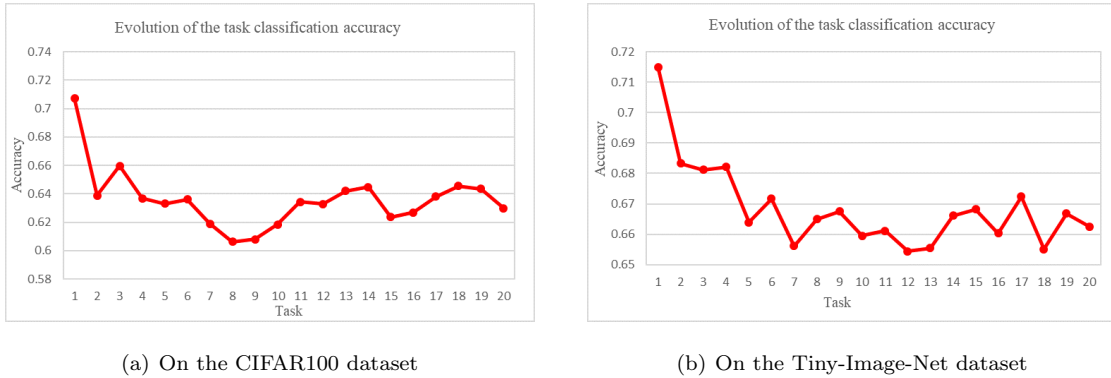 Evolution of the task classification accuracy
0.74
0.72
0.7
0.68
0.66
0.64
0.62
0.6
0.58
Accuracy
1 2 3 4 5 6 7 8 9 10 11 12 13 14 15 16 17 18 19 20
Task
(a) On the CIFAR100 dataset
Evolution of the task classification accuracy
0.72
0.71
0.7
0.69
0.68
0.67
0.66
0.65
Accuracy
1 2 3 4 5 6 7 8 9 10 11 12 13 14 15 16 17 18 19 20
Task
(b) On the Tiny-Image-Net dataset